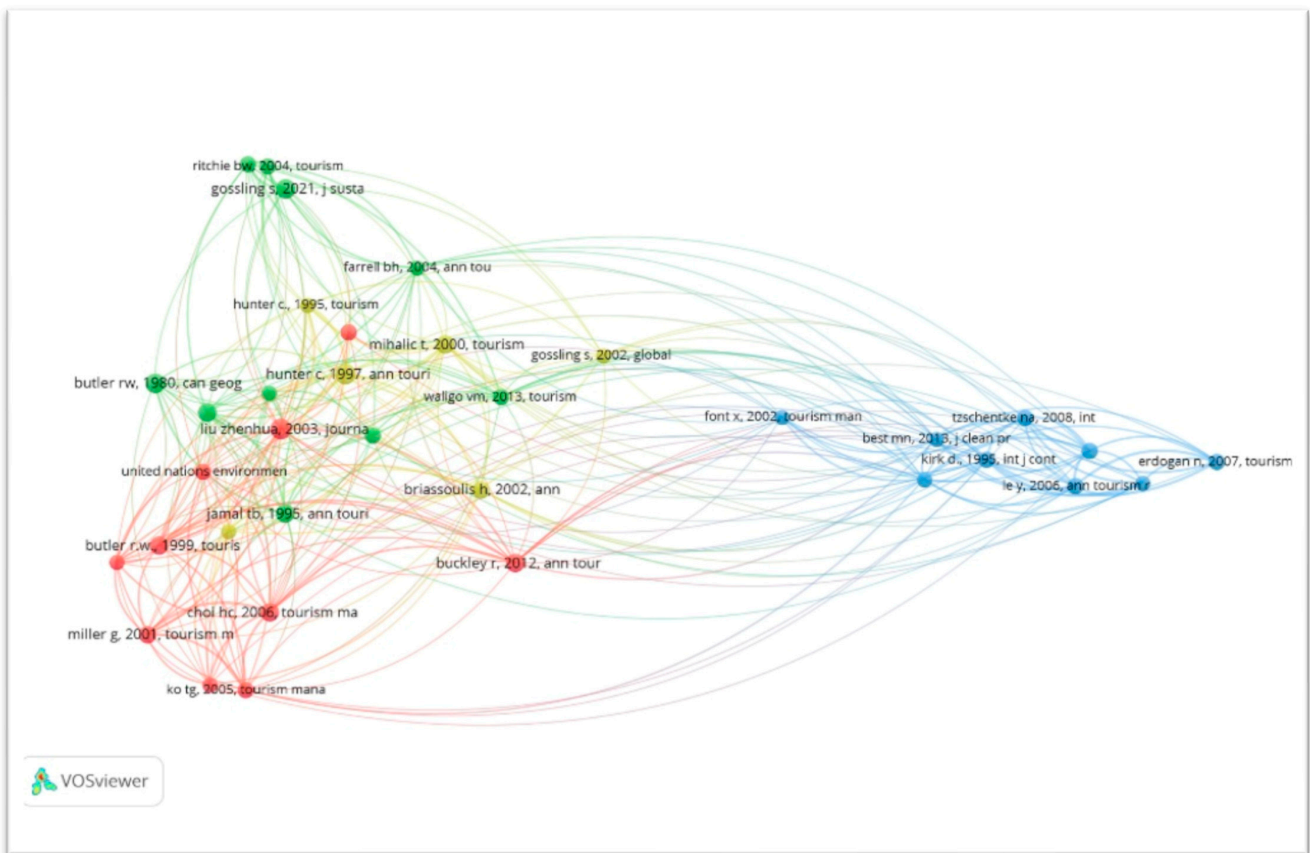 ritchie bw, 2004, tourism
gossling s, 2021, j susta
farrell bh, 2004, ann tou
hunter c., 1995, tourism
mihalic t, 2000, tourism
gossling s, 2002, global
hunter c, 1997, ann touri
butler rw, 1980, can geog
waligo vm, 2013, tourism
font x, 2002, tourism man
tzschentke na, 2008, int
liu zhenhua, 2003, journa
best mn, 2013, j clean pr
kirk d., 1995, int j cont
erdogan n, 2007, tourism
united nations environmen
le y, 2006, ann tourism r
briassoulis h, 2002, ann
jamal tb, 1995, ann touri
butler r.w., 1999, touris
buckley r, 2012, ann tour
choi hc, 2006, tourism ma
miller g, 2001, tourism m
ko tg, 2005, tourism mana
VOSviewer